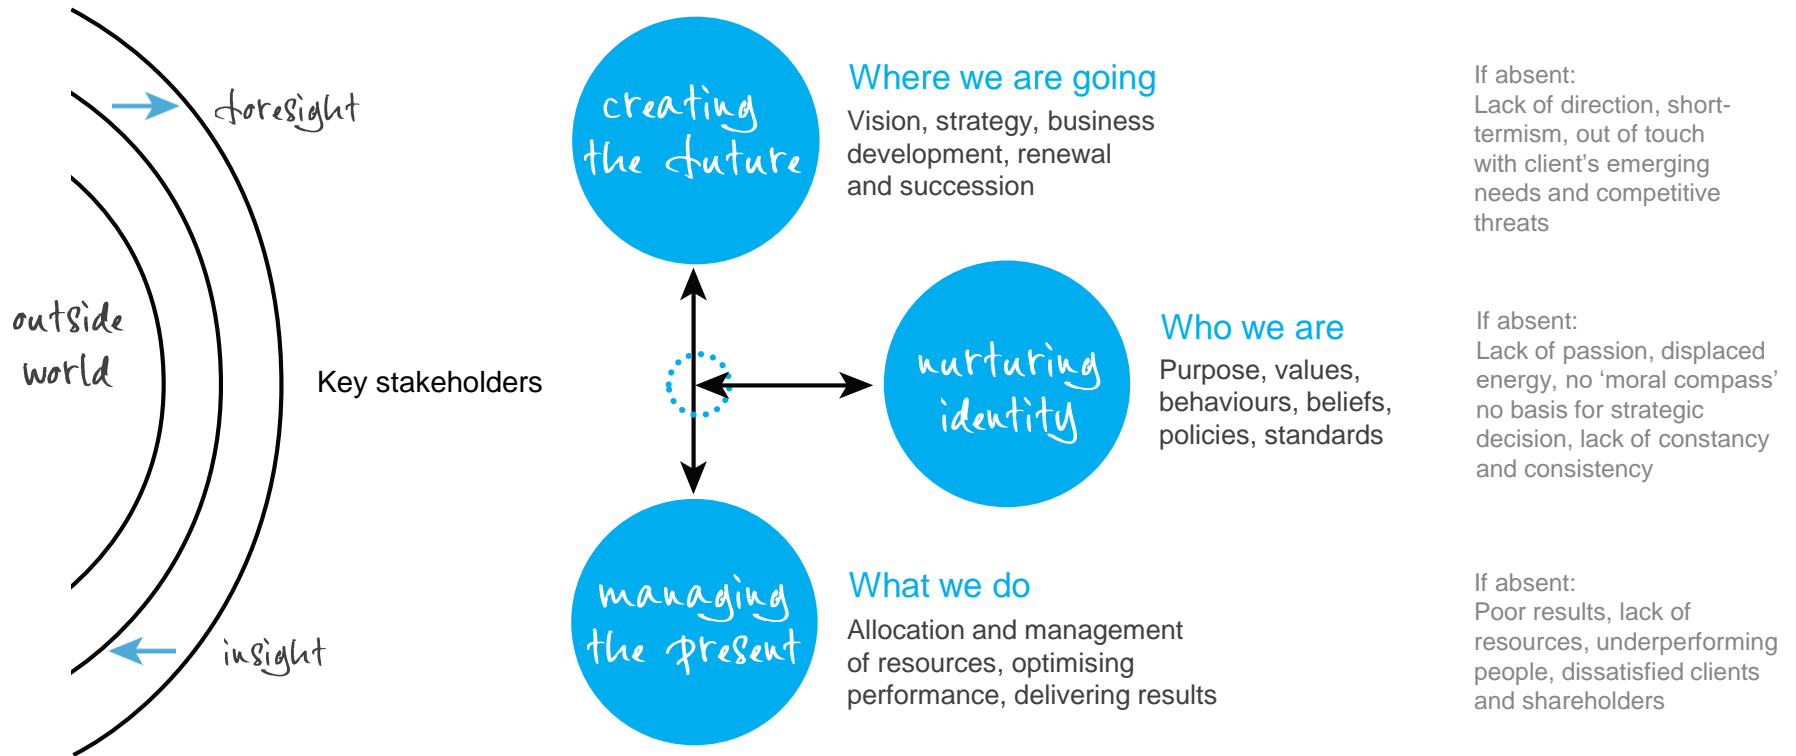 foresight
outside
world
insight
Key stakeholders
creating
the future
Where we are going
Vision, strategy, business
development, renewal
and succession
If absent:
Lack of direction, short-
termism, out of touch
with client’s emerging
needs and competitive
threats
nurturing
identity
Who we are
Purpose, values,
behaviours, beliefs,
policies, standards
If absent:
Lack of passion, displaced
energy, no ‘moral compass’
no basis for strategic
decision, lack of constancy
and consistency
managing
the present
What we do
Allocation and management
of resources, optimising
performance, delivering results
If absent:
Poor results, lack of
resources, underperforming
people, dissatisfied clients
and shareholders